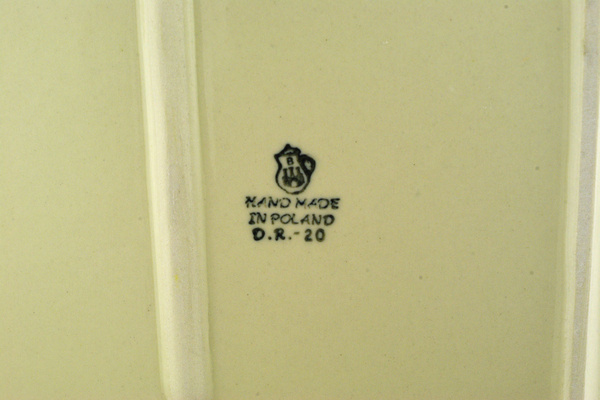 B
HAND MADE
IN POLAND
D.R.-20